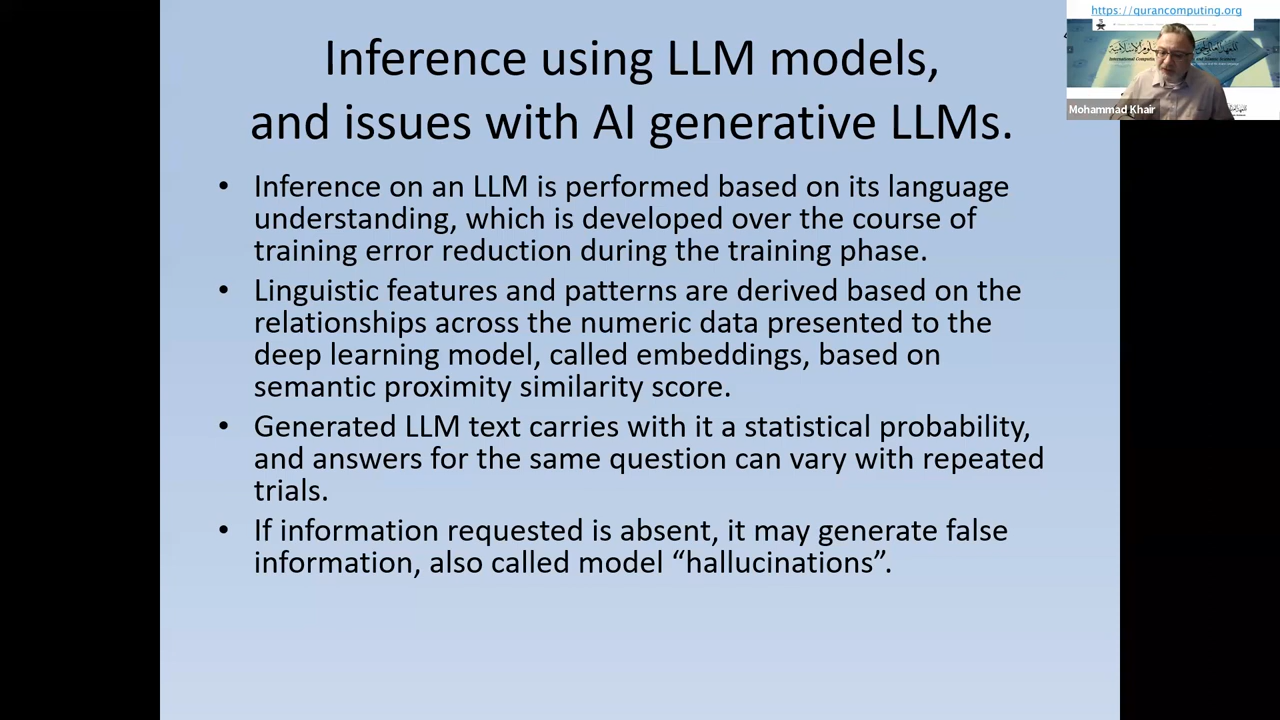 https://qurancomputing.org
Inference using LLM models,
and issues with AI generative LLMs.
Mohammad Khair
• Inference on an LLM is performed based on its language
understanding, which is developed over the course of
training error reduction during the training phase.
• Linguistic features and patterns are derived based on the
relationships across the numeric data presented to the
deep learning model, called embeddings, based on
semantic proximity similarity score.
• Generated LLM text carries with it a statistical probability,
and answers for the same question can vary with repeated
trials.
• If information requested is absent, it may generate false
information, also called model “hallucinations”.